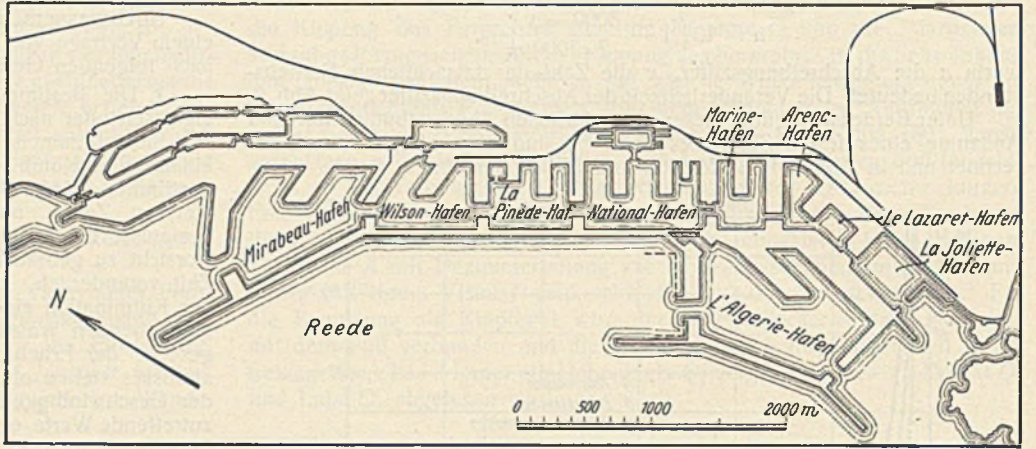 Marine-
Hafen
Arenc-
Hafen
Mirabeau-Hafen
Wilson-Hafen
La
Pinède-Haf.
National-Hafen
Le Lazaret-Hafen
La Joliette-
Hafen
L'Algerie-Hafen
Reede
N
0 500 1000 2000 m